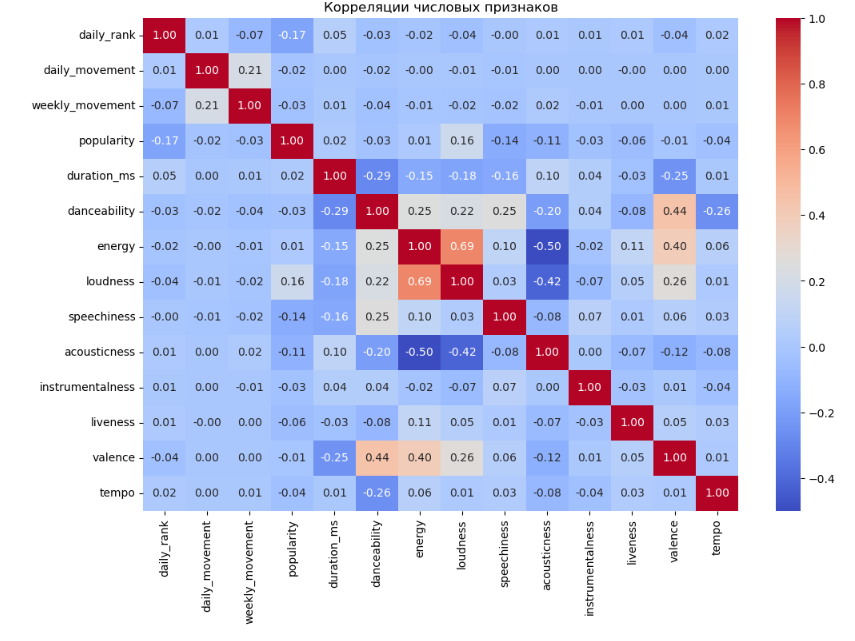 Корреляции числовых признаков
daily_rank 1.00 0.01 -0.07 -0.17 0.05 -0.03 -0.02 -0.04 -0.00 0.01 0.01 0.01 -0.04 0.02
daily_movement 0.01 1.00 0.21 -0.02 0.00 -0.02 -0.00 -0.01 -0.01 0.00 0.00 -0.00 0.00 0.00
weekly_movement -0.07 0.21 1.00 -0.03 0.01 -0.04 -0.01 -0.02 -0.02 0.02 -0.01 0.00 0.00 0.01
popularity -0.17 -0.02 -0.03 1.00 0.02 -0.03 0.01 0.16 -0.14 -0.11 -0.03 -0.06 -0.01 -0.04
duration_ms 0.05 0.00 0.01 0.02 1.00 -0.29 -0.15 -0.18 -0.16 0.10 0.04 -0.03 -0.25 0.01
danceability -0.03 -0.02 -0.04 -0.03 -0.29 1.00 0.25 0.22 0.25 -0.20 0.04 -0.08 0.44 -0.26
energy -0.02 -0.00 -0.01 0.01 -0.15 0.25 1.00 0.69 0.10 -0.50 -0.02 0.11 0.40 0.06
loudness -0.04 -0.01 -0.02 0.16 -0.18 0.22 0.69 1.00 0.03 -0.42 -0.07 0.05 0.26 0.01
speechiness -0.00 -0.01 -0.02 -0.14 -0.16 0.25 0.10 0.03 1.00 -0.08 0.07 0.01 0.06 0.03
acousticness 0.01 0.00 0.02 -0.11 0.10 -0.20 -0.50 -0.42 -0.08 1.00 0.00 -0.07 -0.12 -0.08
instrumentalness 0.01 0.00 -0.01 -0.03 0.04 0.04 -0.02 -0.07 0.07 0.00 1.00 -0.03 0.01 -0.04
liveness 0.01 -0.00 0.00 -0.06 -0.03 -0.08 0.11 0.05 0.01 -0.07 -0.03 1.00 0.05 0.03
valence -0.04 0.00 0.00 -0.01 -0.25 0.44 0.40 0.26 0.06 -0.12 0.01 0.05 1.00 0.01
tempo 0.02 0.00 0.01 -0.04 0.01 -0.26 0.06 0.01 0.03 -0.08 -0.04 0.03 0.01 1.00
daily_rank
daily_movement
weekly_movement
popularity
duration_ms
danceability
energy
loudness
speechiness
acousticness
instrumentalness
liveness
valence
tempo
1.0
0.8
0.6
0.4
0.2
0.0
−0.2
−0.4